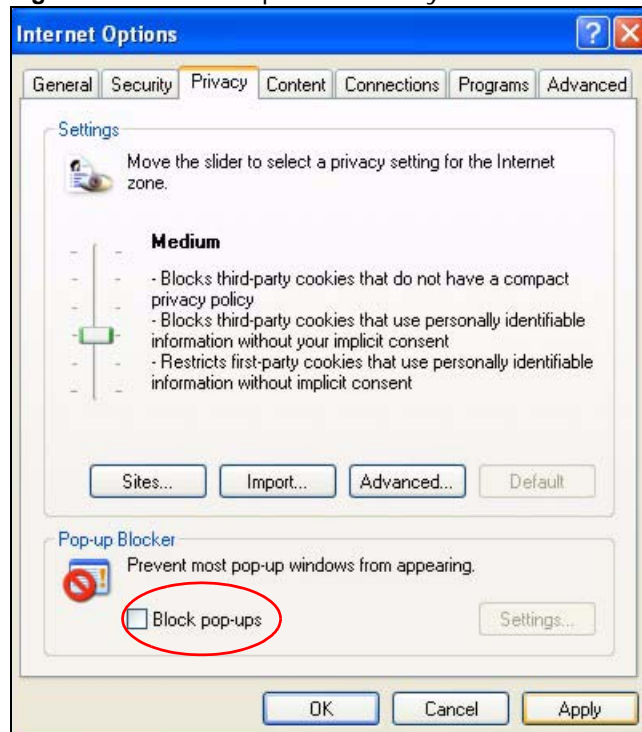 Internet Options
General Security Privacy Content Connections Programs Advanced
Settings
Move the slider to select a privacy setting for the Internet
zone.
Medium
- Blocks third-party cookies that do not have a compact
privacy policy
- Blocks third-party cookies that use personally identifiable
information without your implicit consent
- Restricts first-party cookies that use personally identifiable
information without implicit consent
Sites... Import... Advanced... Default
Pop-up Blocker
Prevent most pop-up windows from appearing.
Block pop-ups Settings...
OK Cancel Apply